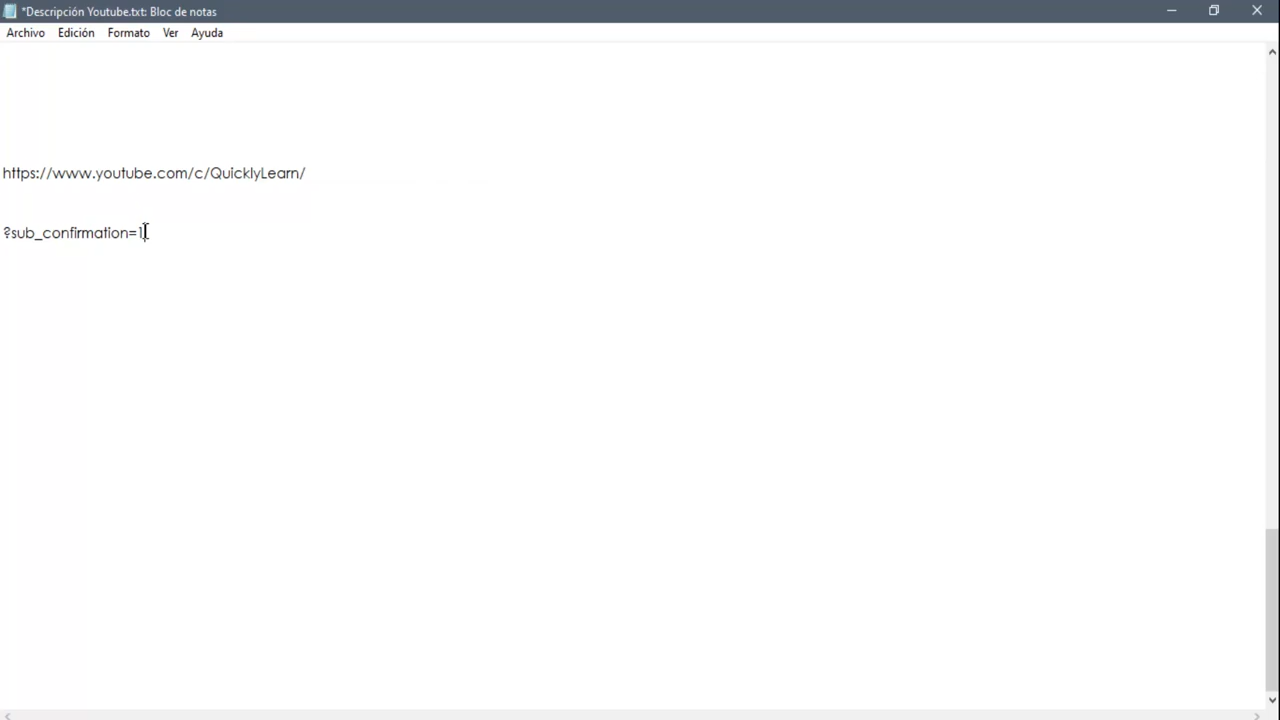 *Descripción Youtube.txt: Bloc de notas
Archivo Edición Formato Ver Ayuda
https://www.youtube.com/c/QuicklyLearn/
?sub_confirmation=1